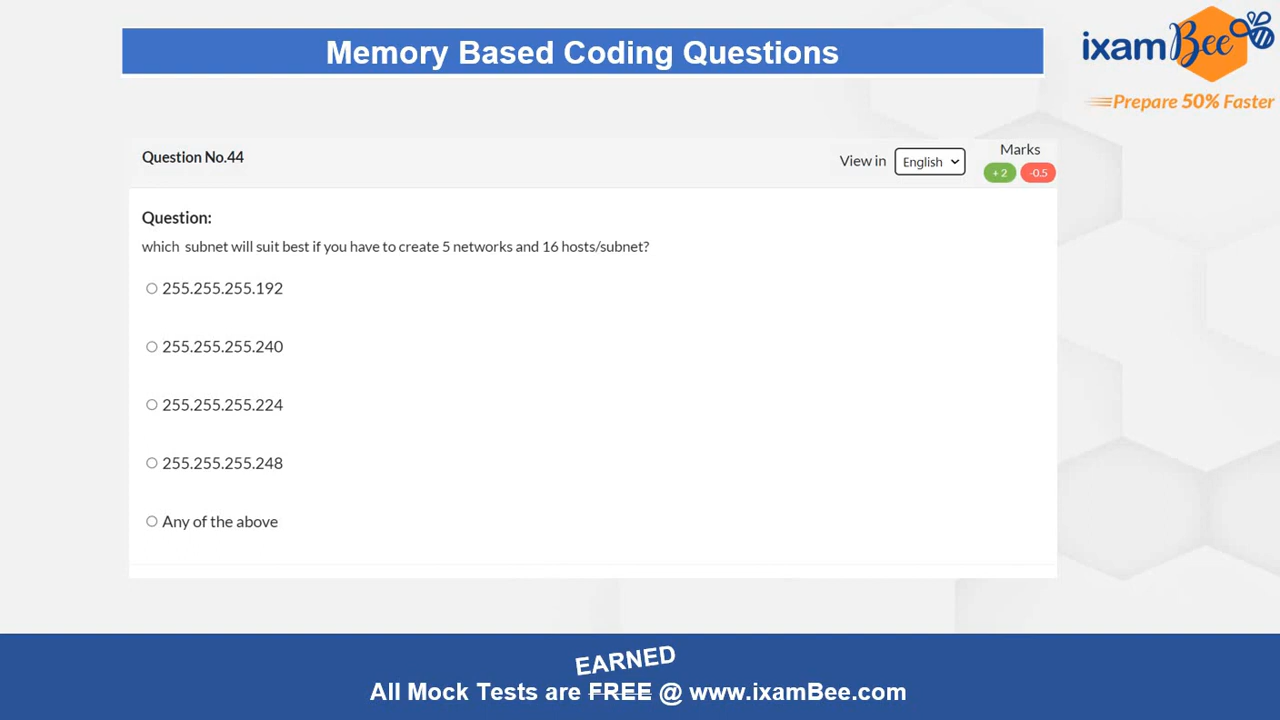 Memory Based Coding Questions
ixamBee
Prepare 50% Faster
Question No.44
View in English
Marks
+ 2 -0.5
Question:
which subnet will suit best if you have to create 5 networks and 16 hosts/subnet?
255.255.255.192
255.255.255.240
255.255.255.224
255.255.255.248
Any of the above
EARNED
All Mock Tests are FREE @ www.ixamBee.com